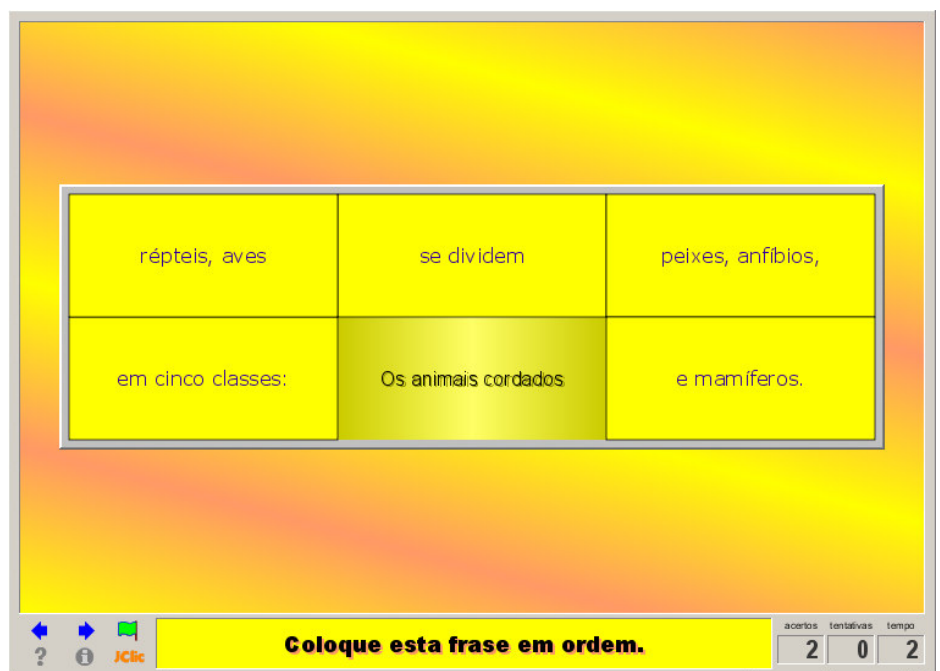 répteis, aves
se dividem
peixes, anfíbios,
em cinco classes:
Os animais cordados
e mamíferos.
Coloque esta frase em ordem.
acertos tentativas tempo
2 0 2
? i JClic